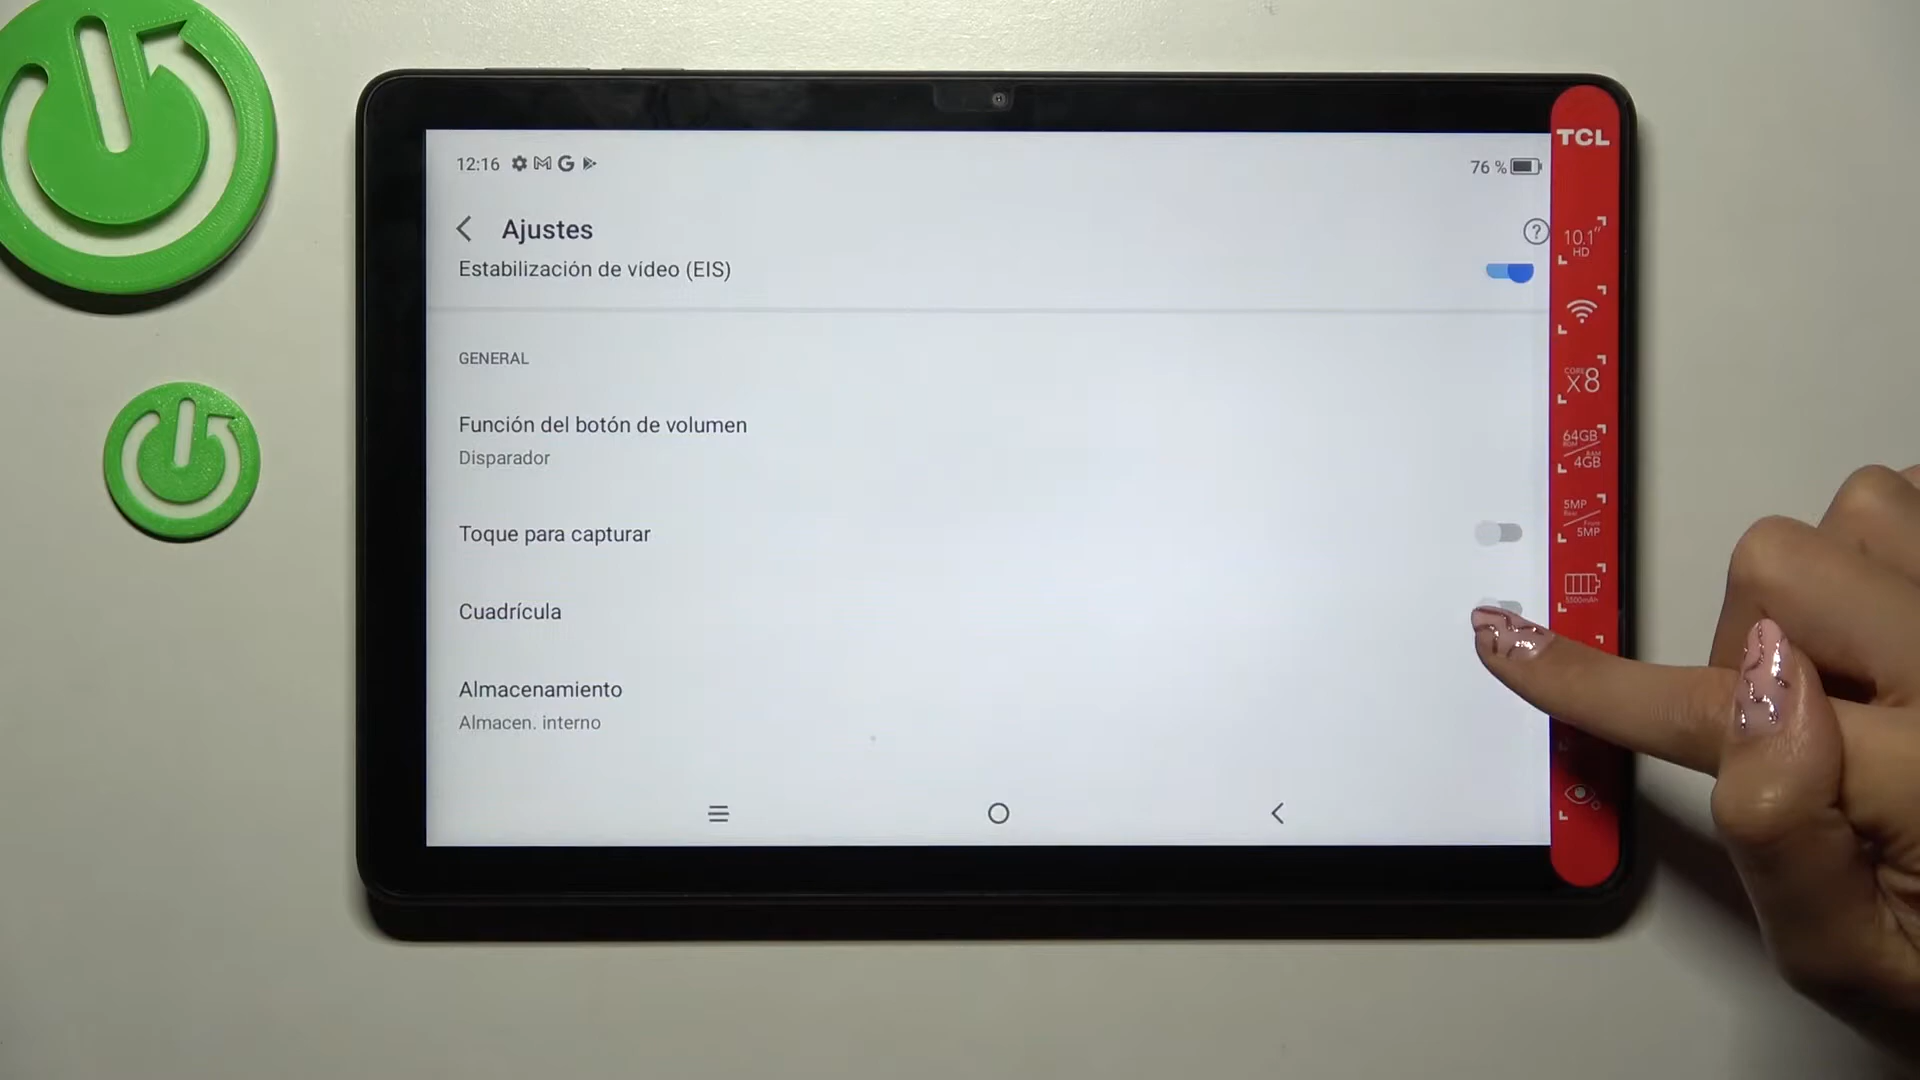 TCL
12:16
76 %
Ajustes
Estabilización de vídeo (EIS)
GENERAL
Función del botón de volumen
Disparador
Toque para capturar
Cuadrícula
Almacenamiento
Almacen. interno
10.1"
HD
CORE
X8
64GB
4GB
5MP
5MP